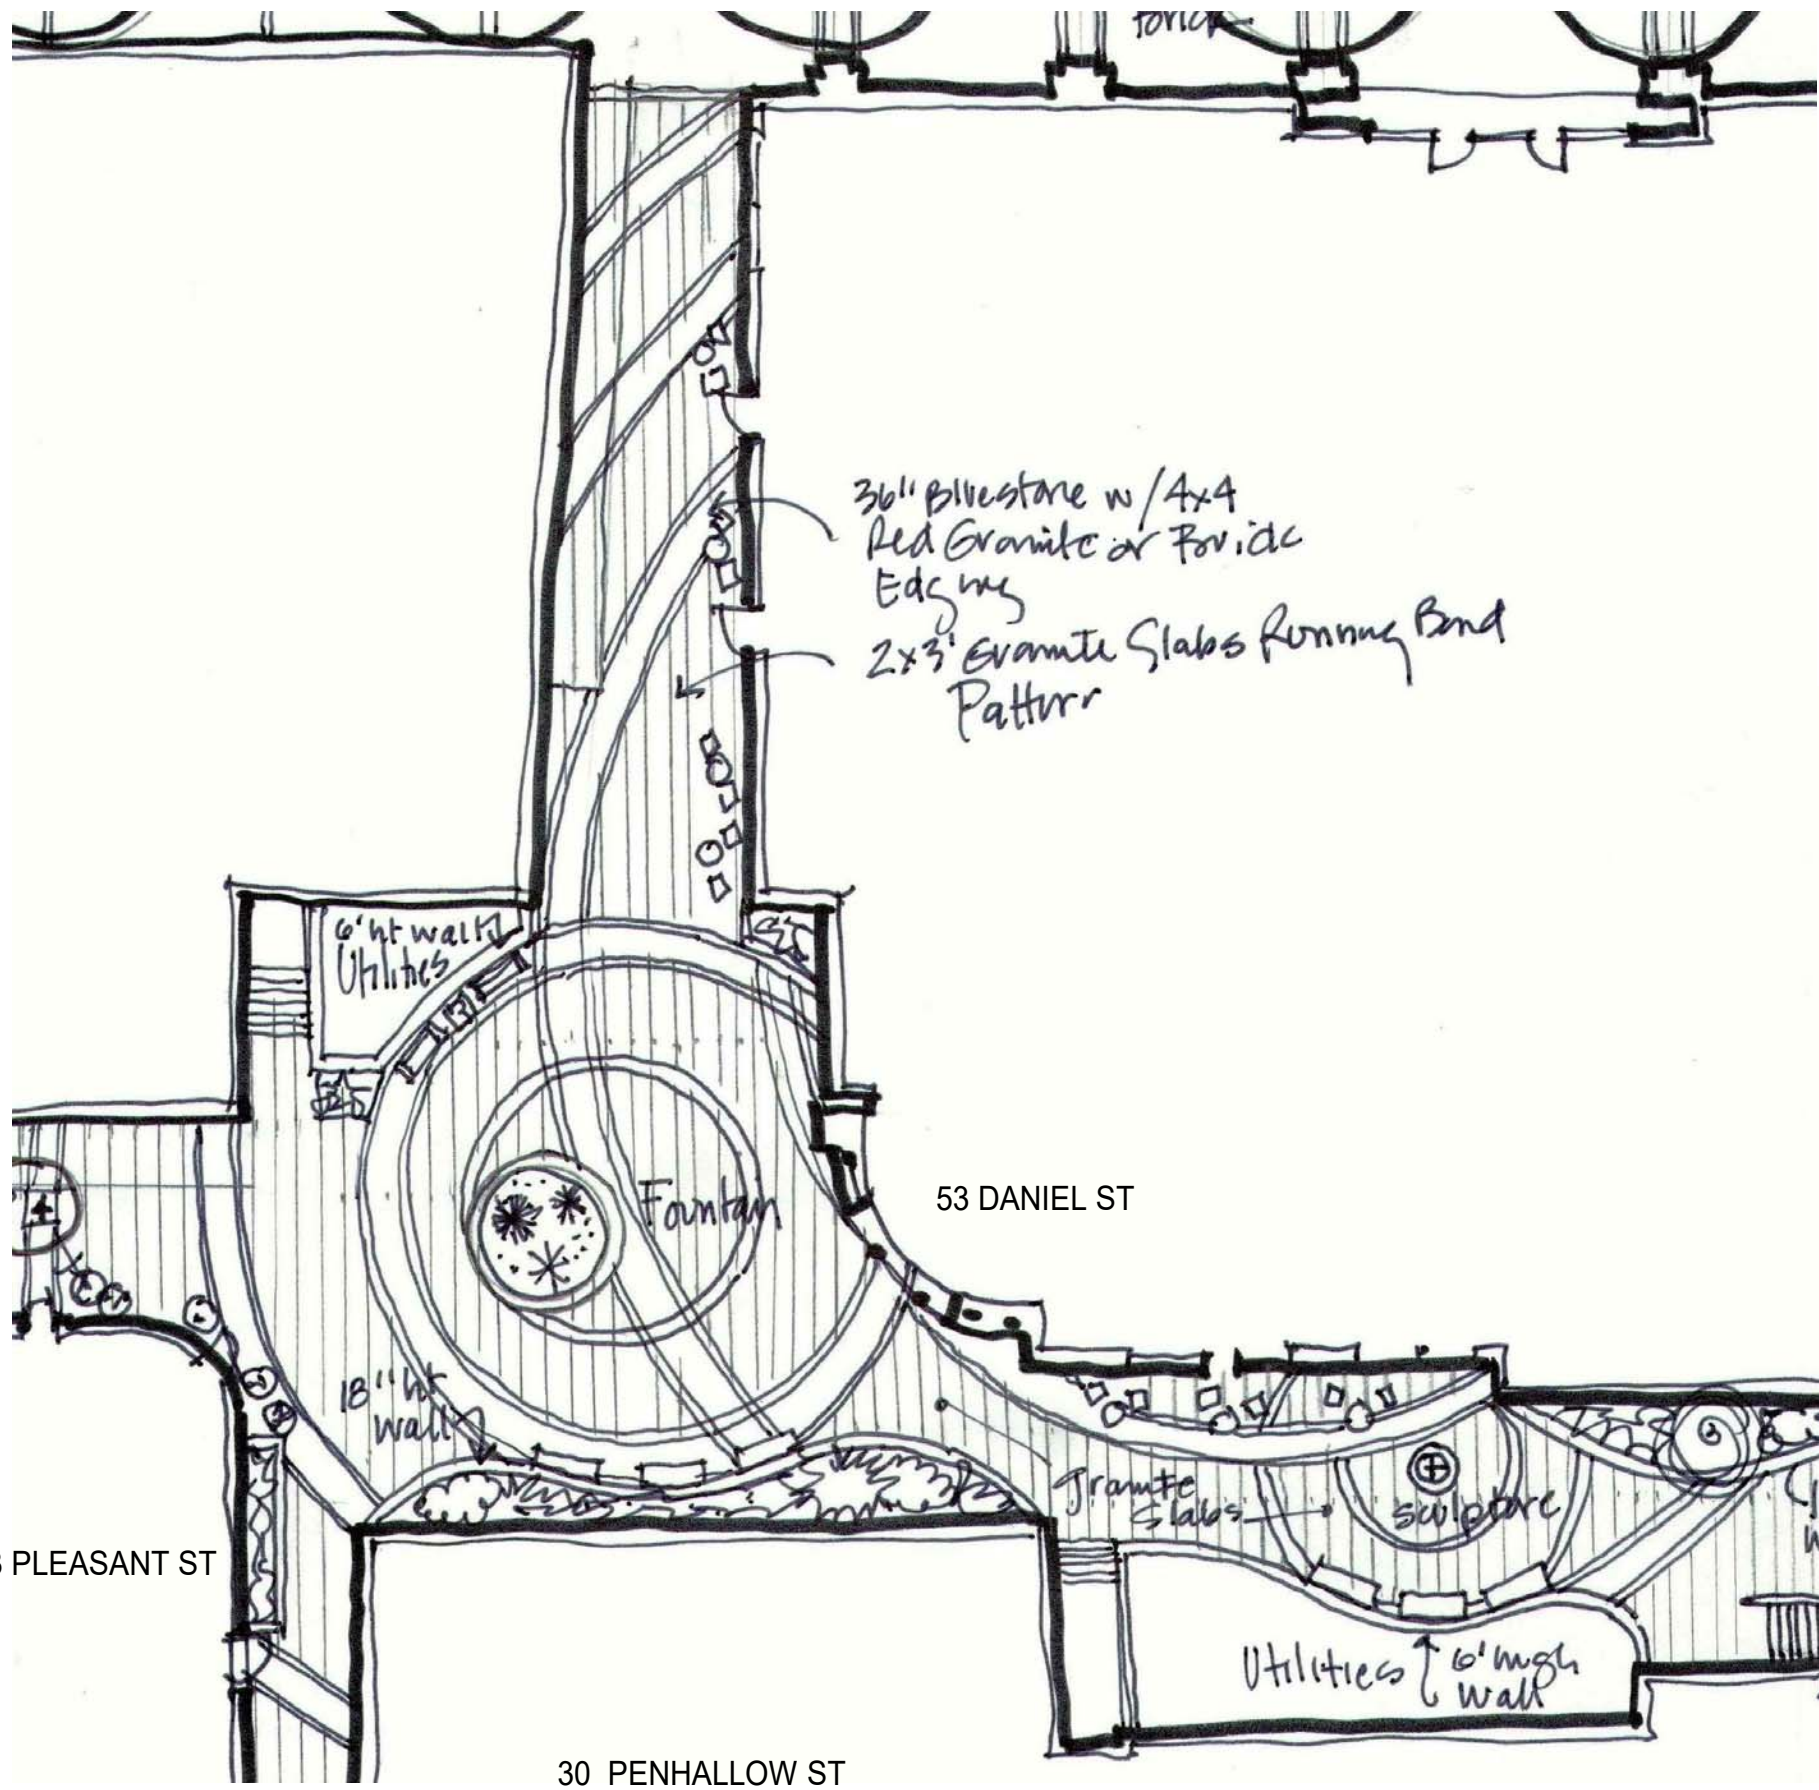 brick
36" Bluestone w/4x4
Red Granite or Brick
Edging
2x3' Granite Slabs Running Bond
Pattern
6' ht wall
Utilities
53 DANIEL ST
Fountain
18" ht
wall
Granite
Slabs
sculpture
PLEASANT ST
Utilities 6' high
wall
30 PENHALLOW ST